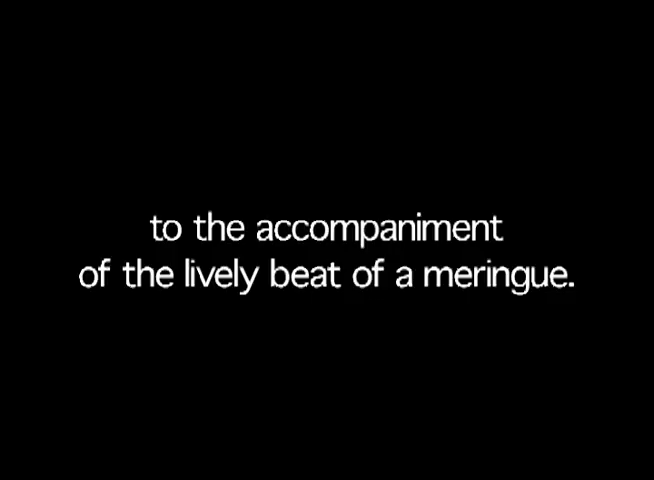 to the accompaniment
of the lively beat of a meringue.